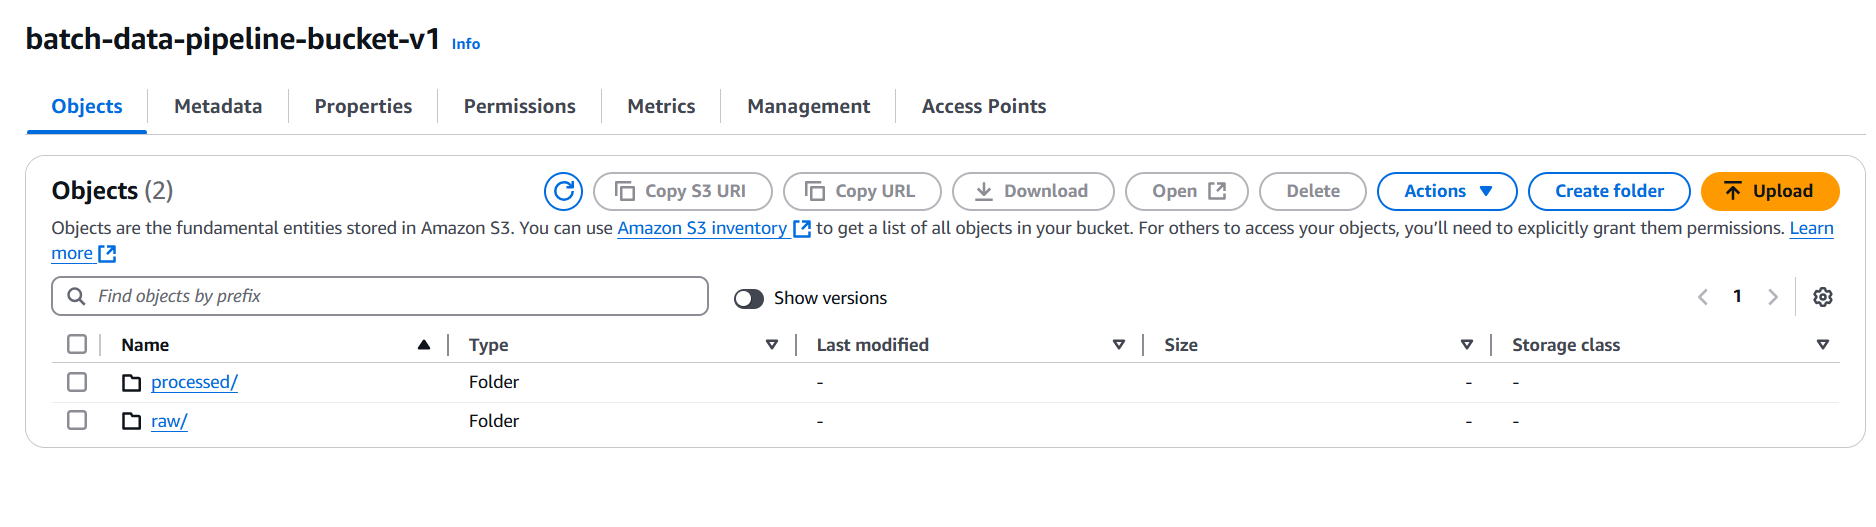 batch-data-pipeline-bucket-v1 Info
Objects Metadata Properties Permissions Metrics Management Access Points
Objects (2) Copy S3 URI Copy URL Download Open Delete Actions Create folder Upload
Objects are the fundamental entities stored in Amazon S3. You can use Amazon S3 inventory to get a list of all objects in your bucket. For others to access your objects, you'll need to explicitly grant them permissions. Learn
more
Find objects by prefix Show versions 1
Name Type Last modified Size Storage class
processed/ Folder - - -
raw/ Folder - - -